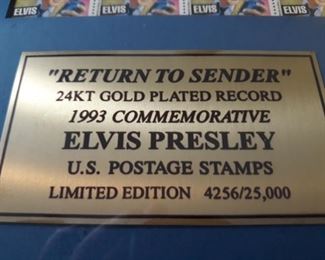 ELVIS ELVIS ELVIS ELVIS
"RETURN TO SENDER"
24KT GOLD PLATED RECORD
1993 COMMEMORATIVE
ELVIS PRESLEY
U.S. POSTAGE STAMPS
LIMITED EDITION 4256/25,000